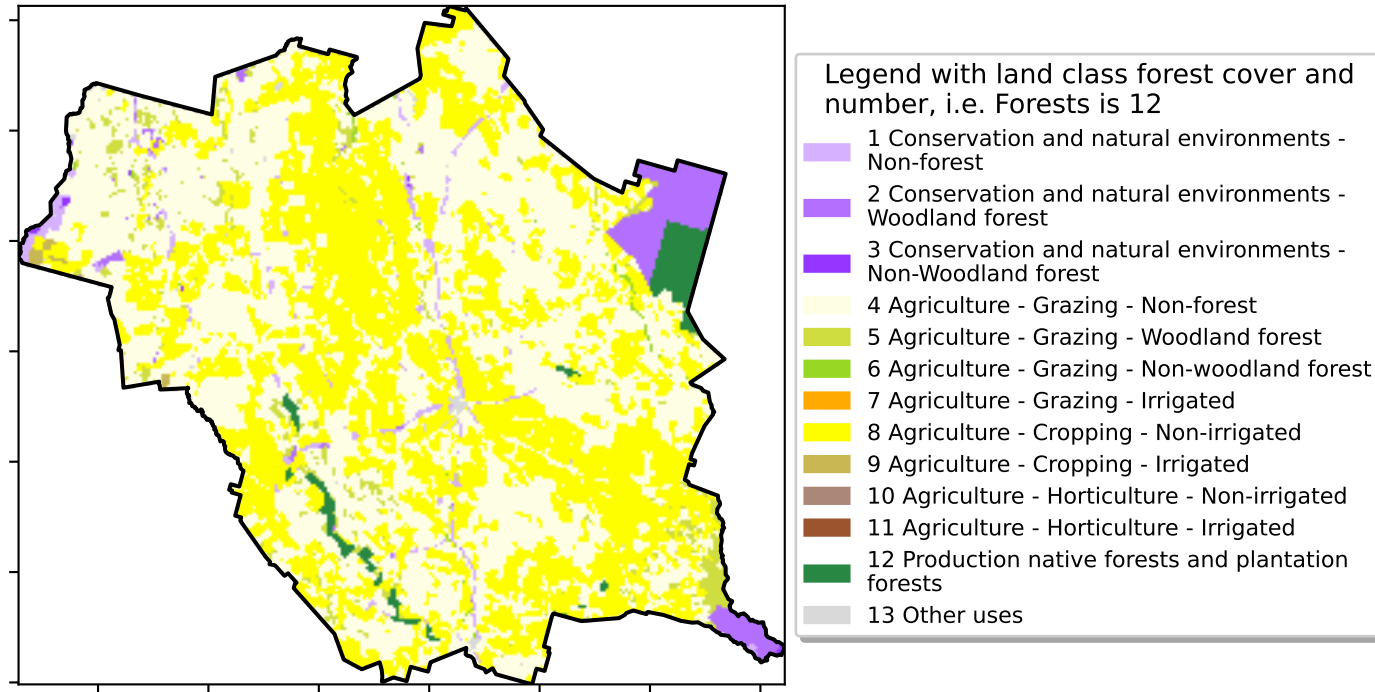 Legend with land class forest cover and
number, i.e. Forests is 12
1 Conservation and natural environments -
Non-forest
2 Conservation and natural environments -
Woodland forest
3 Conservation and natural environments -
Non-Woodland forest
4 Agriculture - Grazing - Non-forest
5 Agriculture - Grazing - Woodland forest
6 Agriculture - Grazing - Non-woodland forest
7 Agriculture - Grazing - Irrigated
8 Agriculture - Cropping - Non-irrigated
9 Agriculture - Cropping - Irrigated
10 Agriculture - Horticulture - Non-irrigated
11 Agriculture - Horticulture - Irrigated
12 Production native forests and plantation
forests
13 Other uses